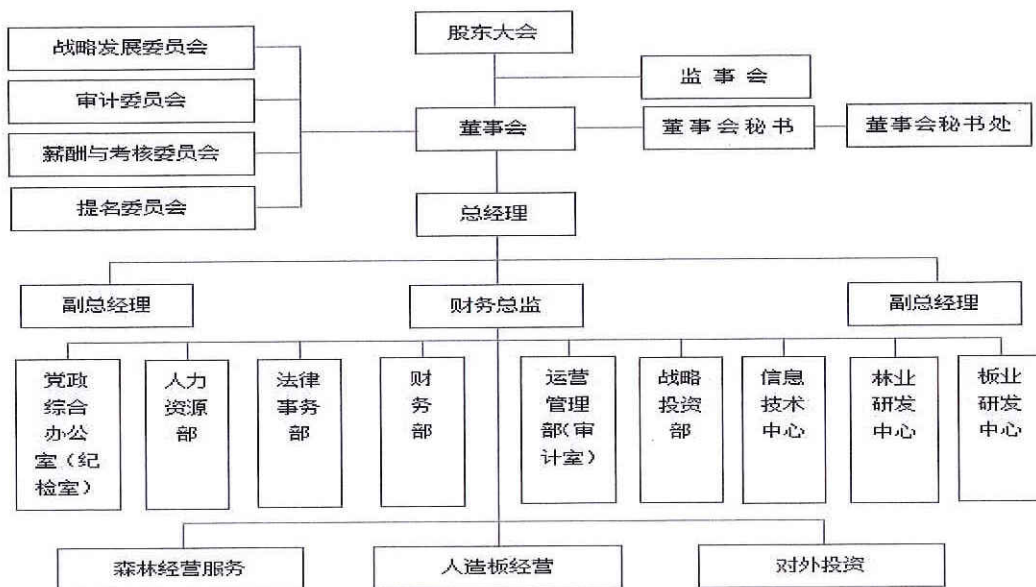 股东大会
战略发展委员会
监 事 会
审计委员会
董事会
董事会秘书
董事会秘书处
薪酬与考核委员会
提名委员会
总经理
副总经理
财务总监
副总经理
党政
综合
办公
室（纪
检室）
人力
资源
部
法律
事务
部
财
务
部
运营
管理
部(审
计室）
战略
投资
部
信息
技术
中心
林业
研发
中心
板业
研发
中心
森林经营服务
人造板经营
对外投资